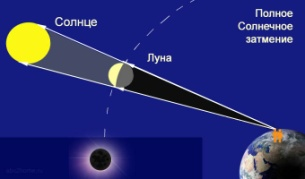 Солнце
Луна
Полное
Солнечное
затмение